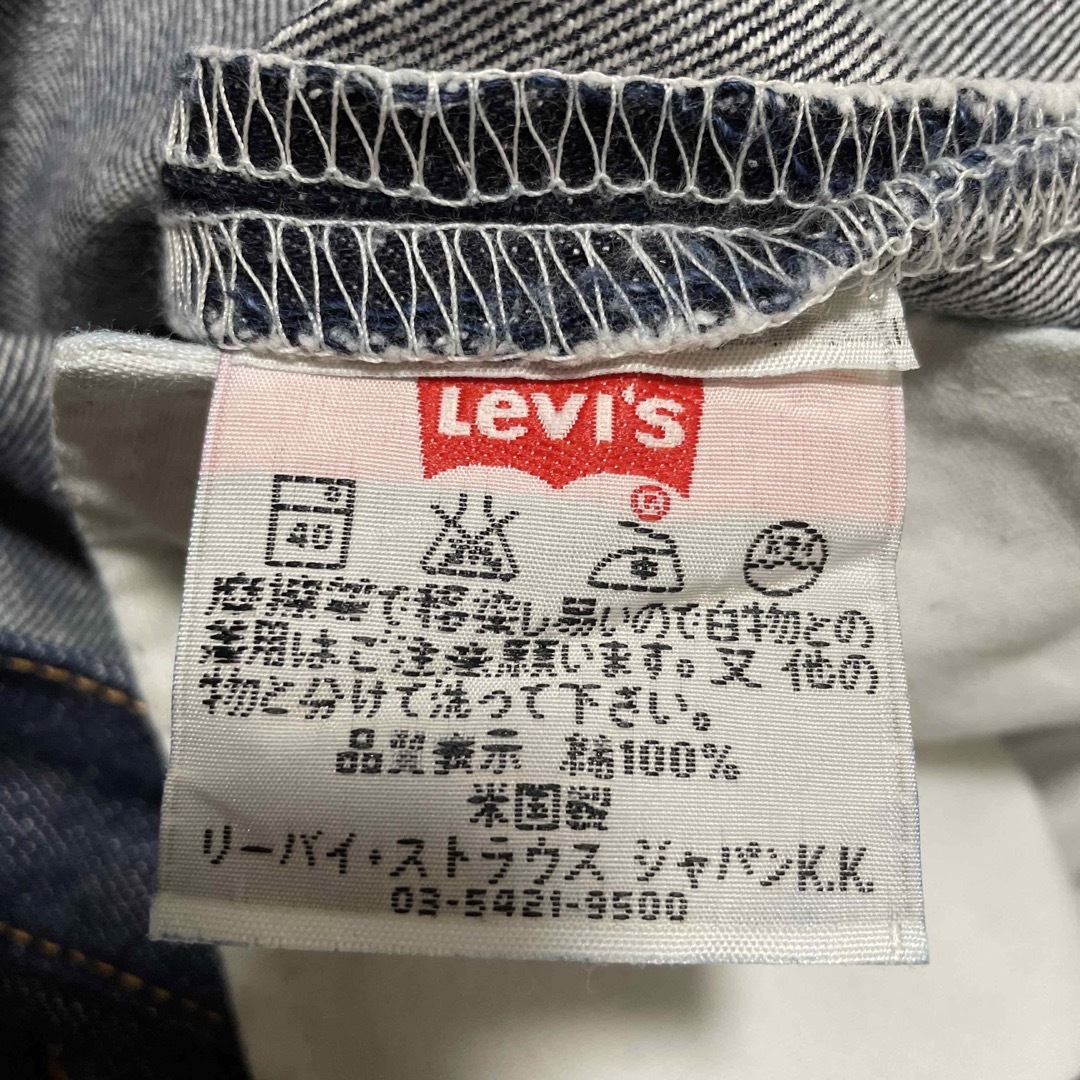 Levi's
®
40
摩擦等で移染し易いので白物との
着用はご注意願います。又 他の
物と分けて洗って下さい。
品質表示 綿100%
米国製
リーバイ・ストラウス ジャパンK.K.
03-5421-9500